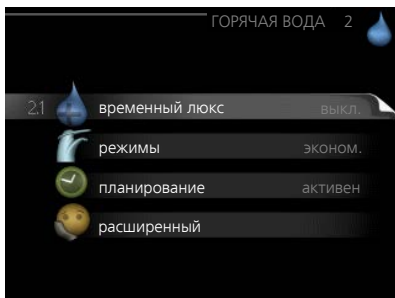 ГОРЯЧАЯ ВОДА 2
2.1 временный люкс выкл.
режимы эконом.
планирование активен
расширенный